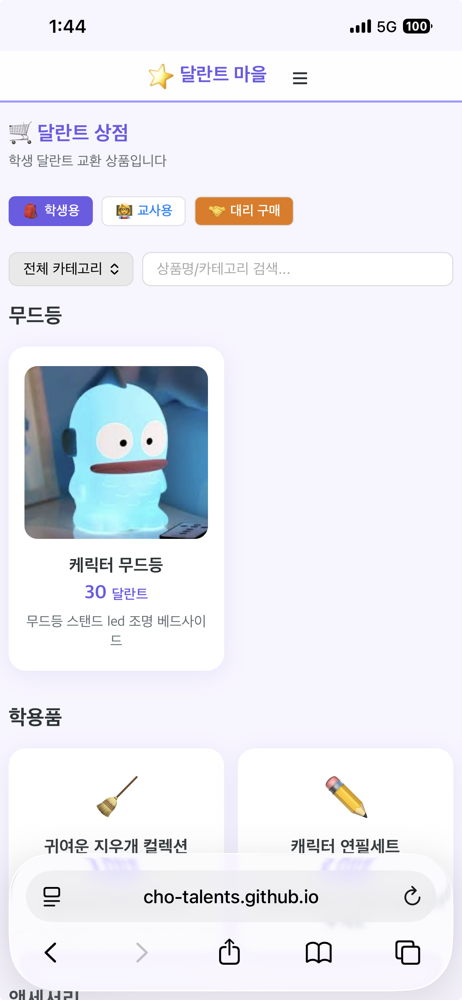 1:44
5G 100
달란트 마을
달란트 상점
학생 달란트 교환 상품입니다
학생용 교사용 대리 구매
전체 카테고리 상품명/카테고리 검색...
무드등
케릭터 무드등
30 달란트
무드등 스탠드 led 조명 베드사이
드
학용품
귀여운 지우개 컬렉션 캐릭터 연필세트
cho-talents.github.io
액세서리